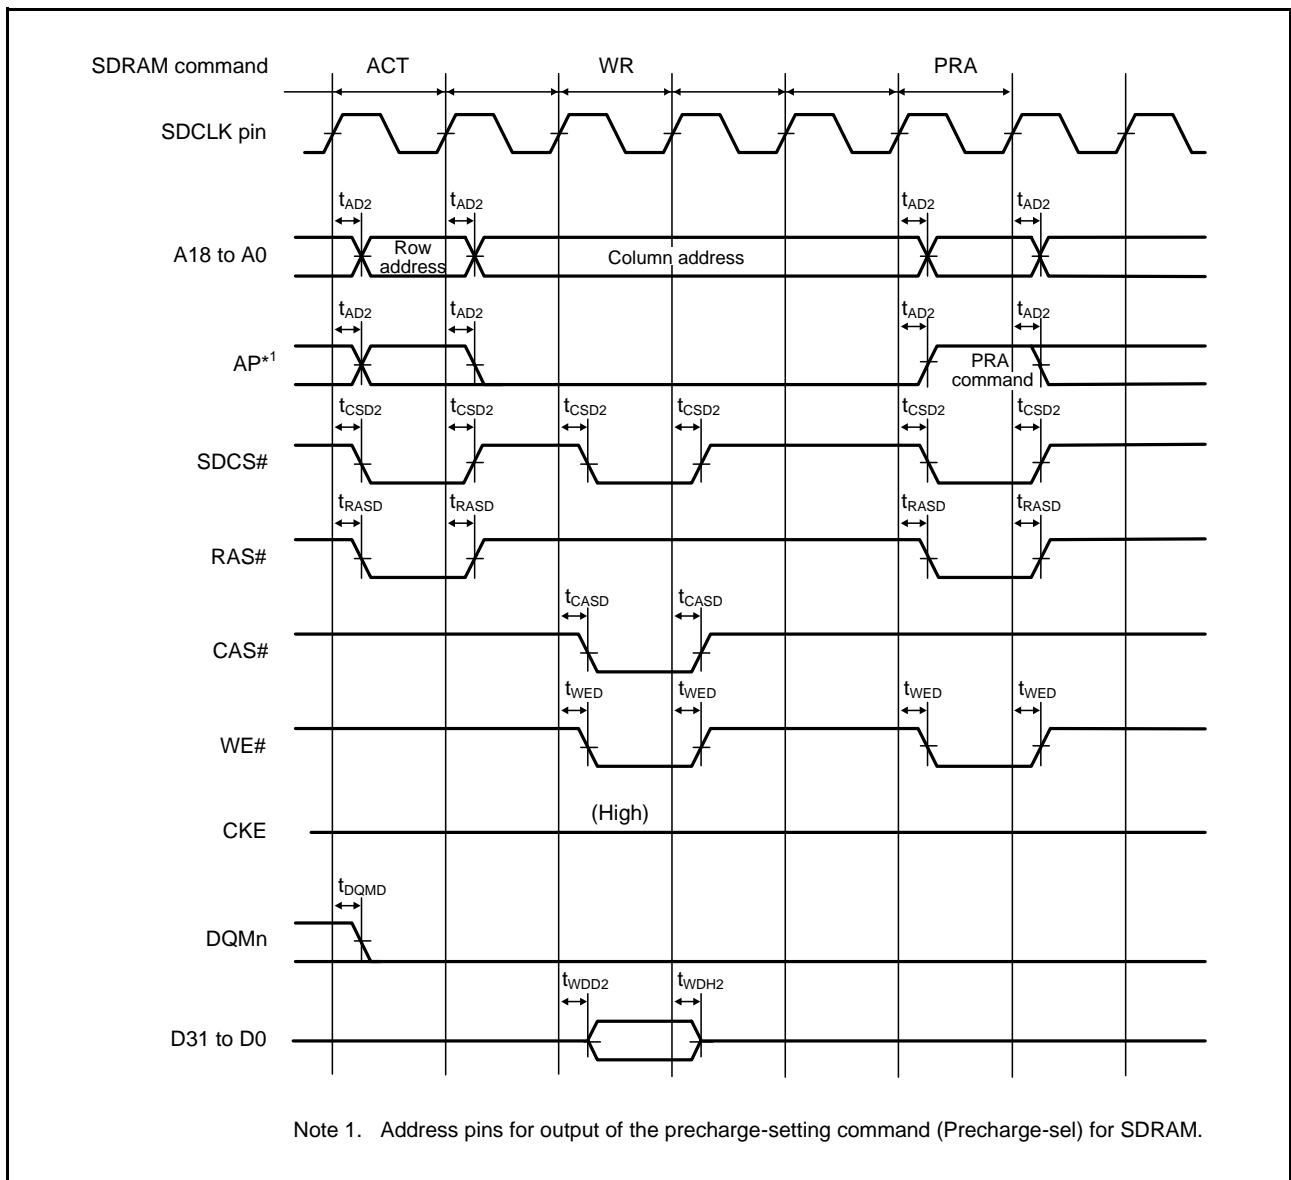 SDRAM command ACT WR PRA
SDCLK pin
tAD2 tAD2 tAD2 tAD2
A18 to A0 Row address Column address
tAD2 tAD2 tAD2 tAD2
AP*1 PRA command
tCSD2 tCSD2 tCSD2 tCSD2 tCSD2 tCSD2
SDCS#
tRASD tRASD tRASD tRASD
RAS#
tCASD tCASD
CAS#
tWED tWED tWED tWED
WE#
(High)
CKE
tDQMD
DQMn
tWDD2 tWDH2
D31 to D0
Note 1. Address pins for output of the precharge-setting command (Precharge-sel) for SDRAM.